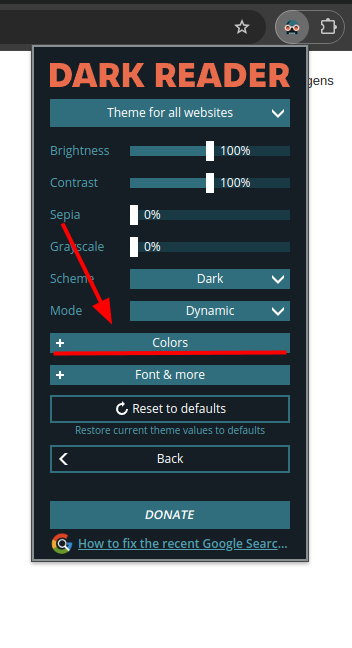 gens
DARK READER
Theme for all websites
Brightness 100%
Contrast 100%
Sepia 0%
Grayscale 0%
Scheme Dark
Mode Dynamic
+ Colors
+ Font & more
Reset to defaults
Restore current theme values to defaults
Back
DONATE
How to fix the recent Google Searc...